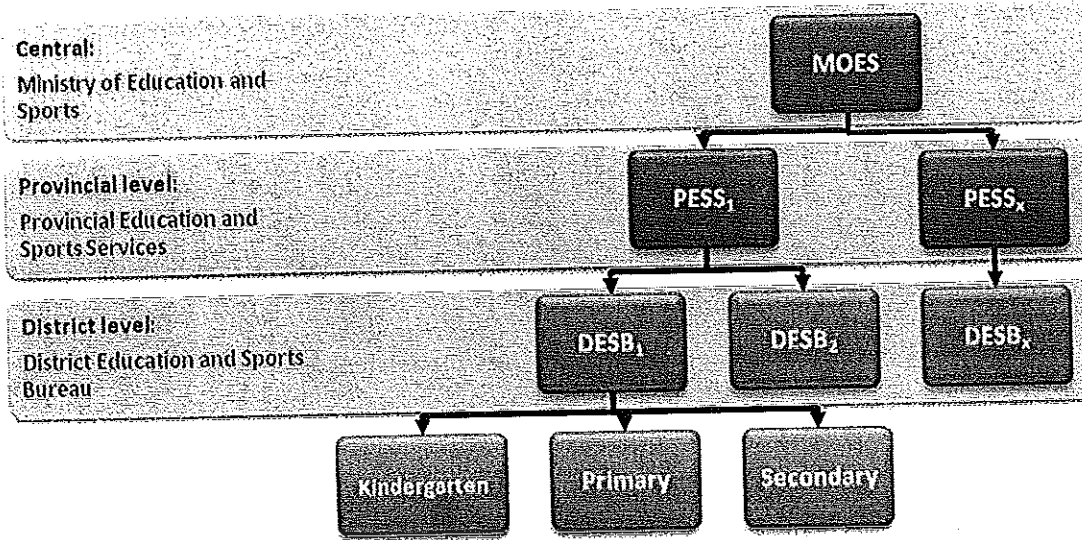 Central:
Ministry of Education and
Sports
MOES
Provincial level:
Provincial Education and
Sports Services
PESS₁
PESSₓ
District level:
District Education and Sports
Bureau
DESB₁
DESB₂
DESBₓ
Kindergarten
Primary
Secondary